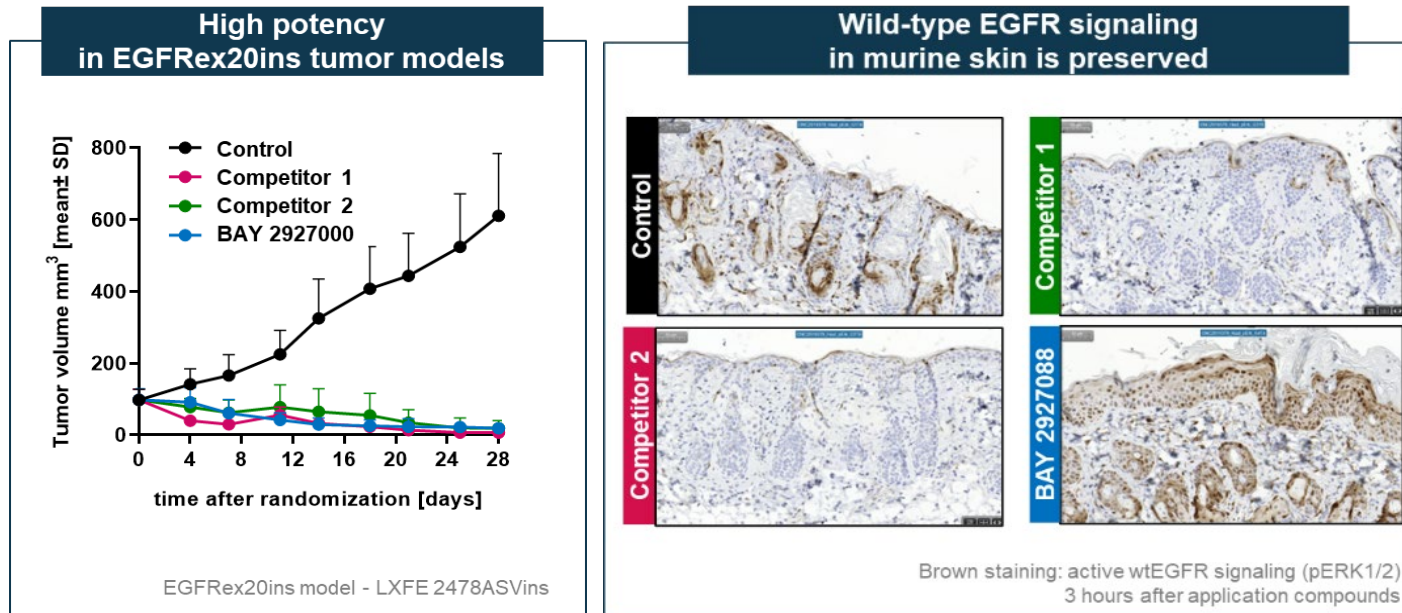 High potency
in EGFRex20ins tumor models
Tumor volume mm³ [mean± SD]
800
600
400
200
0
Control
Competitor 1
Competitor 2
BAY 2927000
0
4
8
12
16
20
24
28
time after randomization [days]
EGFRex20ins model - LXFE 2478ASVins
Wild-type EGFR signaling
in murine skin is preserved
Control
Competitor 1
Competitor 2
BAY 2927088
Brown staining: active wtEGFR signaling (pERK1/2)
3 hours after application compounds